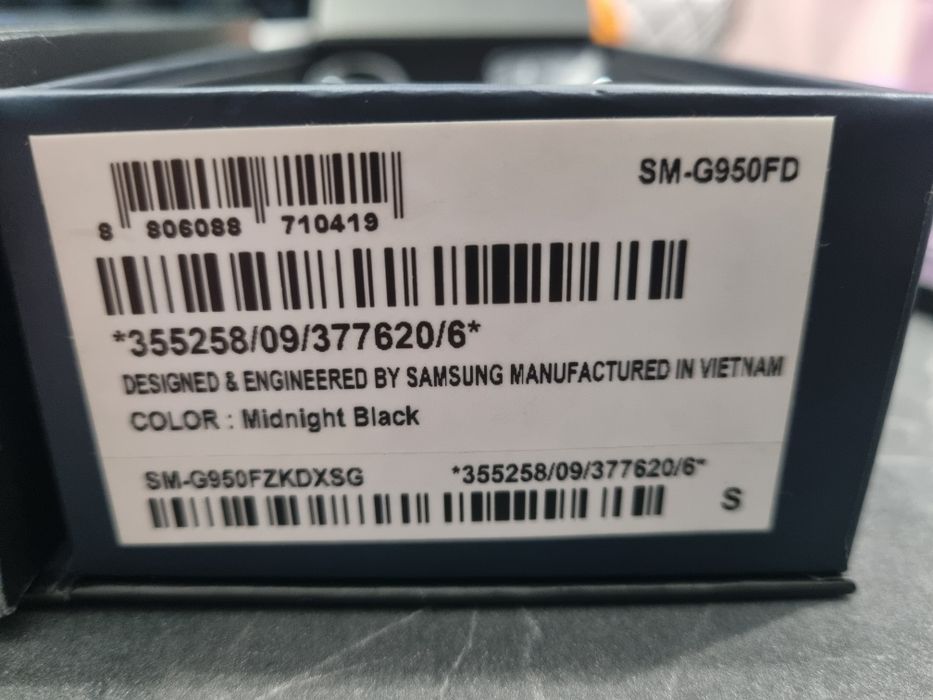 SM-G950FD
8 806088 710419
*355258/09/377620/6*
DESIGNED & ENGINEERED BY SAMSUNG MANUFACTURED IN VIETNAM
COLOR : Midnight Black
SM-G950FZKDXSG *355258/09/377620/6*
S